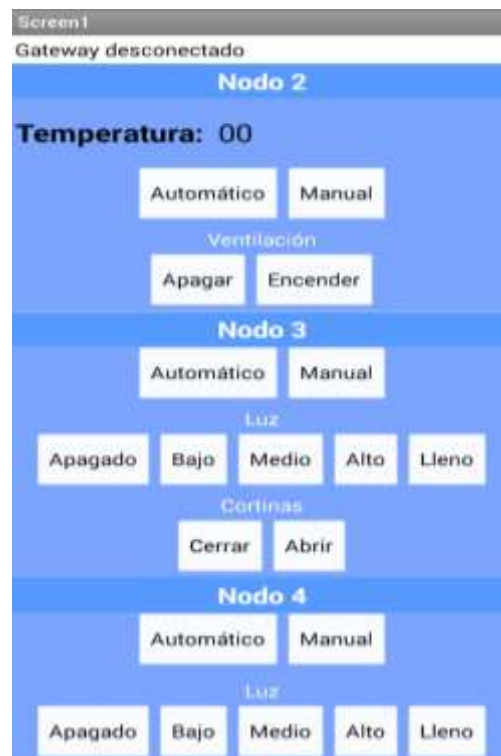 Screen1
Gateway desconectado
Nodo 2
Temperatura: 00
Automático Manual
Ventilación
Apagar Encender
Nodo 3
Automático Manual
Luz
Apagado Bajo Medio Alto Lleno
Cortinas
Cerrar Abrir
Nodo 4
Automático Manual
Luz
Apagado Bajo Medio Alto Lleno